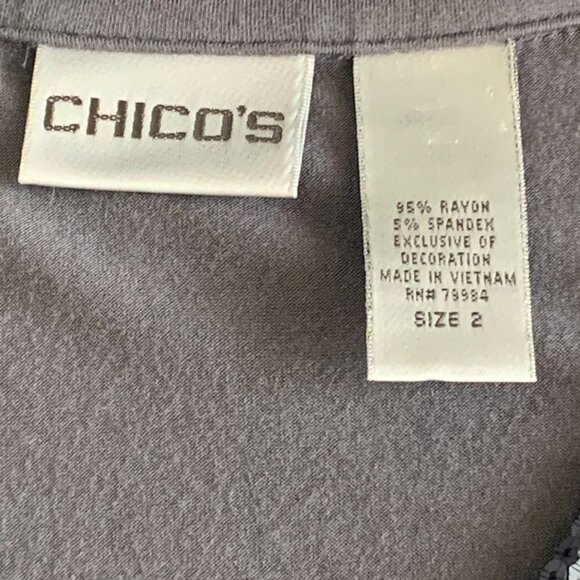 CHICO'S
95% RAYON
5% SPANDEX
EXCLUSIVE OF
DECORATION
MADE IN VIETNAM
RN# 79984
SIZE 2